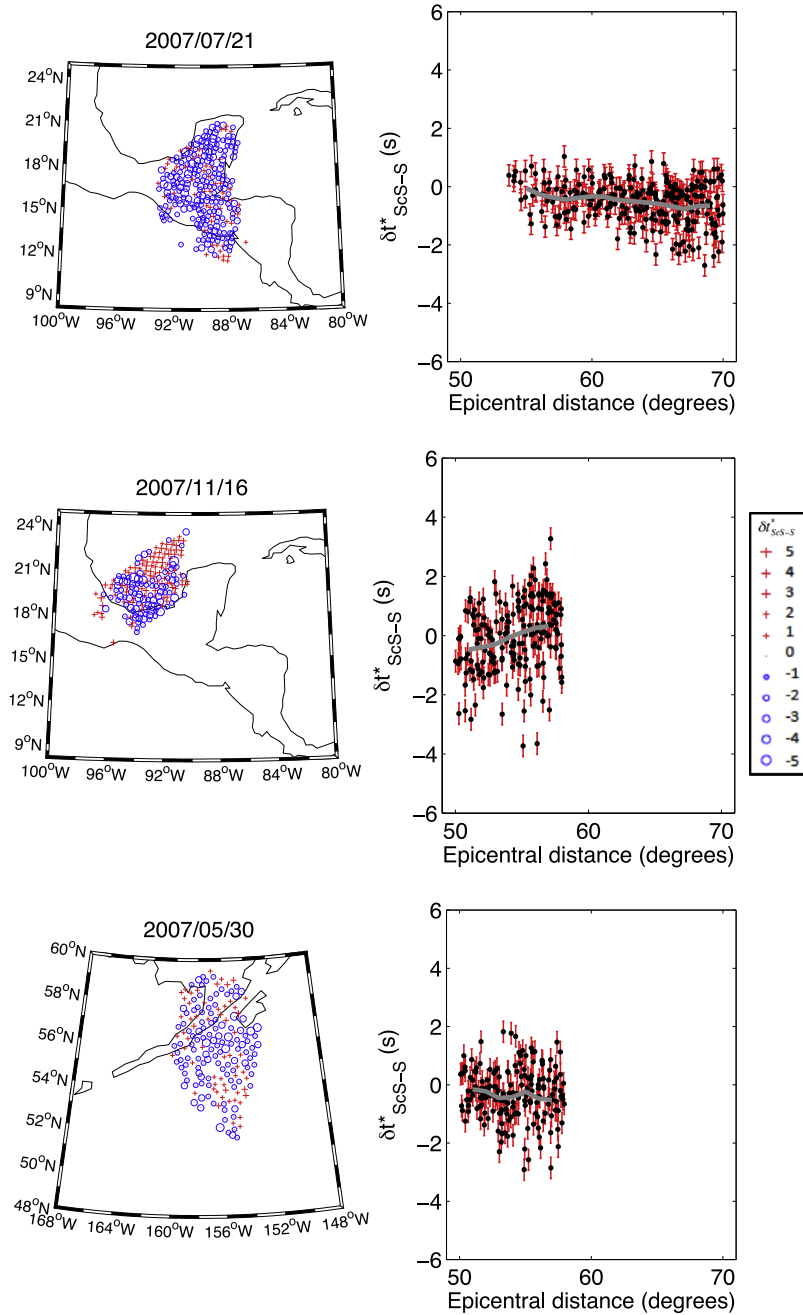 2007/07/21
24°N
21°N
18°N
15°N
12°N
9°N
100°W 96°W 92°W 88°W 84°W 80°W
6
4
2
0
−2
−4
−6
δt* ScS−S (s)
50 60 70
Epicentral distance (degrees)
2007/11/16
24°N
21°N
18°N
15°N
12°N
9°N
100°W 96°W 92°W 88°W 84°W 80°W
6
4
2
0
−2
−4
−6
δt* ScS−S (s)
50 60 70
Epicentral distance (degrees)
δt* ScS−S
5
4
3
2
1
0
-1
-2
-3
-4
-5
2007/05/30
60°N
58°N
56°N
54°N
52°N
50°N
48°N
168°W 164°W 160°W 156°W 152°W 148°W
6
4
2
0
−2
−4
−6
δt* ScS−S (s)
50 60 70
Epicentral distance (degrees)